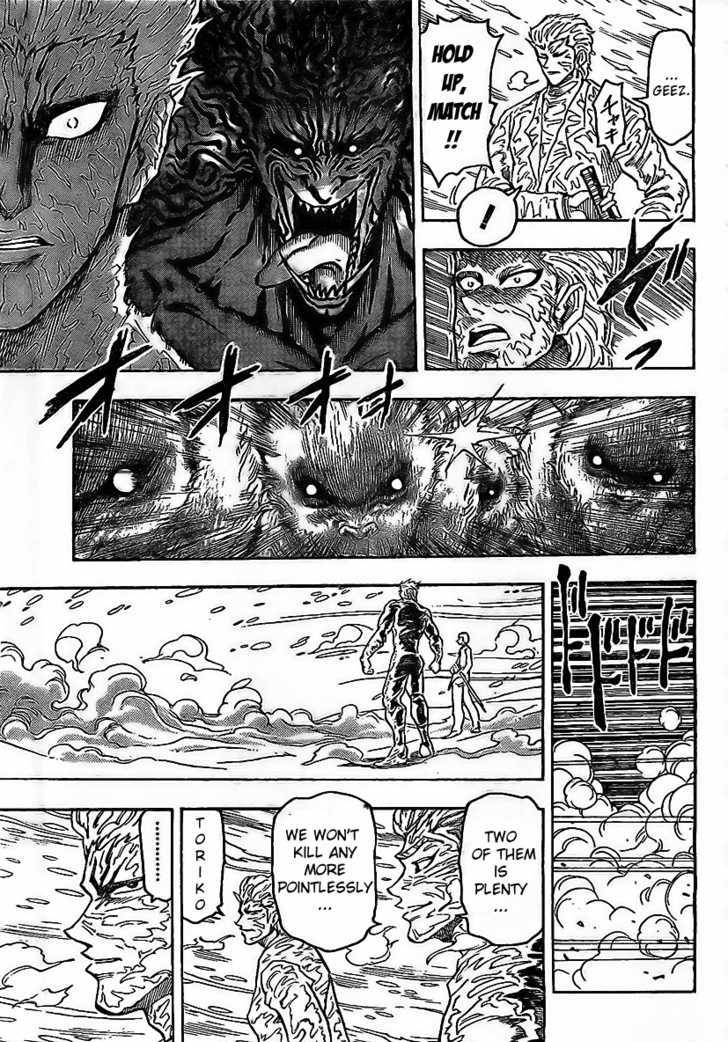 ...
GEEZ.
HOLD
UP,
MATCH
!!
チャキ
!
オオオオ
ドドドド
TWO
OF THEM
IS
PLENTY
WE WON'T
KILL ANY
MORE
POINTLESSLY
...
TORIKO
.........